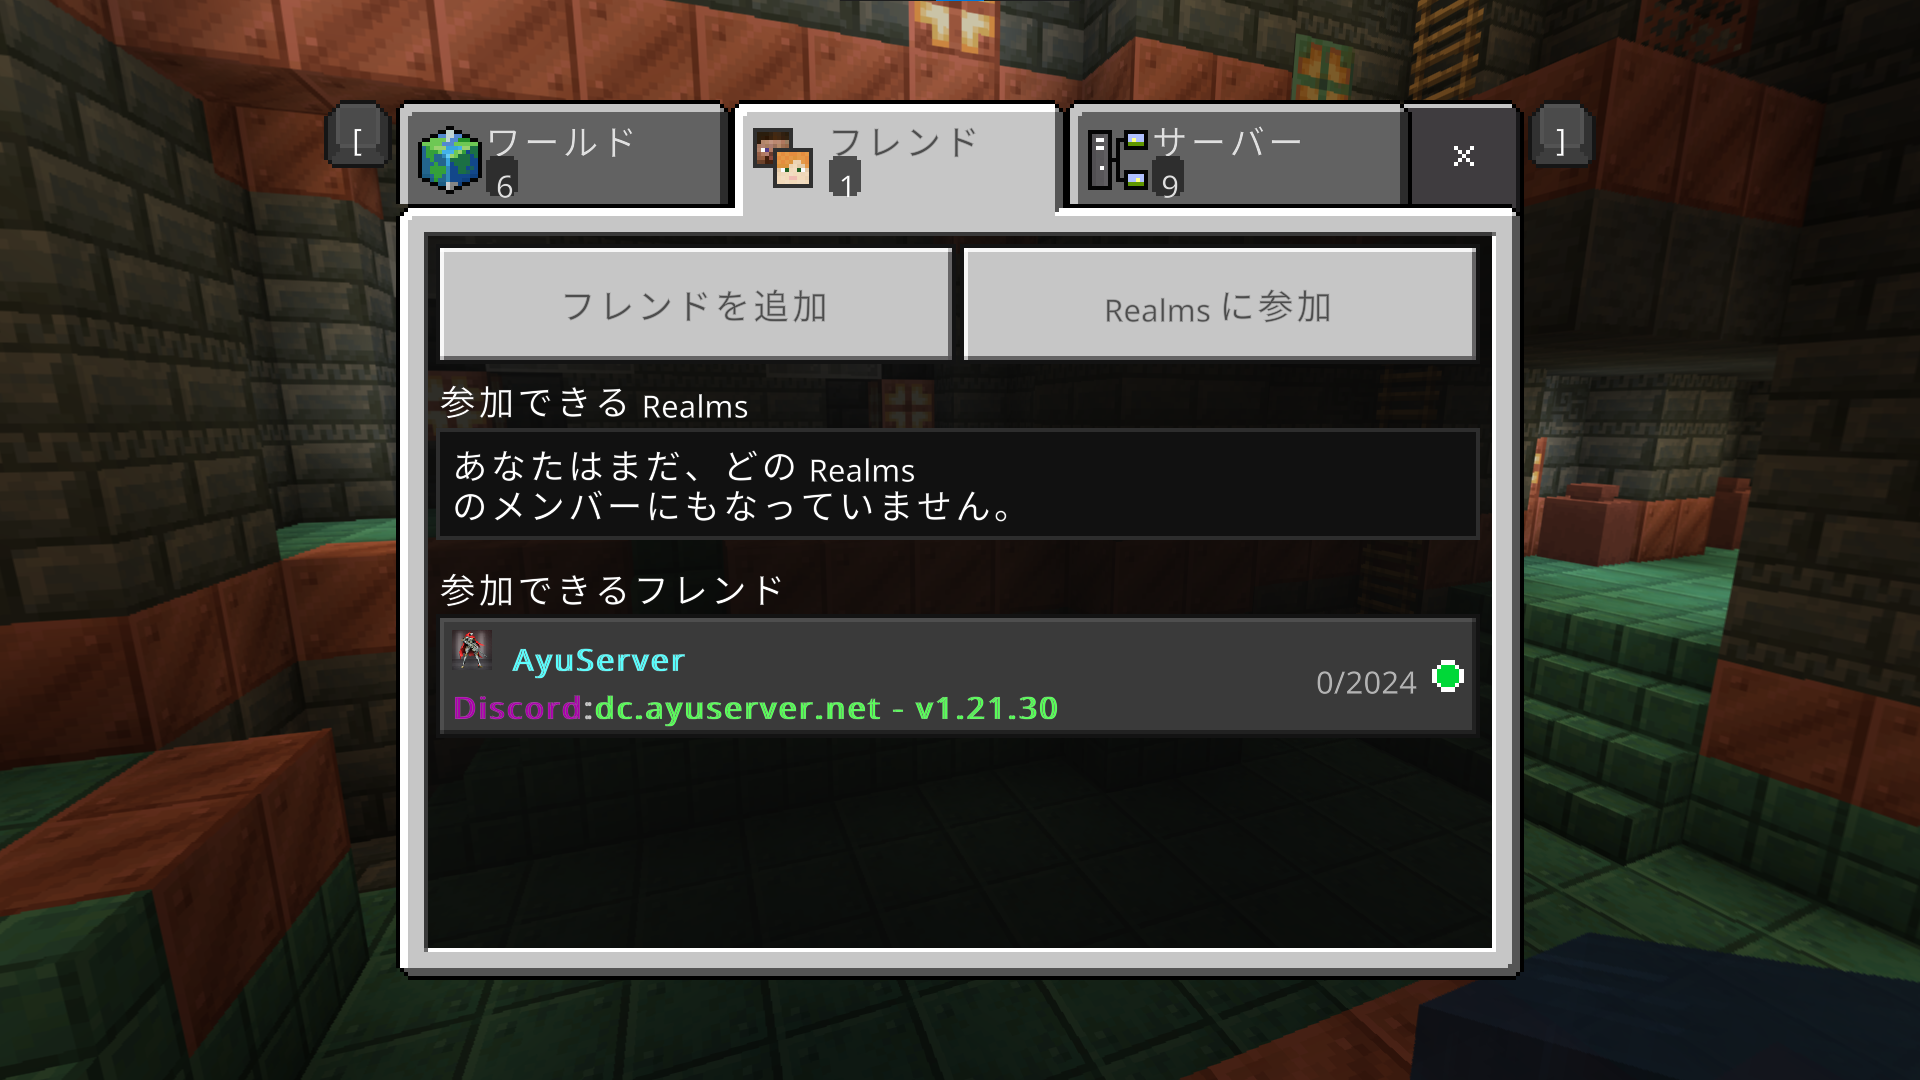 [
ワールド
6
フレンド
1
サーバー
9
]
フレンドを追加
Realms に参加
参加できる Realms
あなたはまだ、どの Realms
のメンバーにもなっていません。
参加できるフレンド
AyuServer
0/2024
Discord:dc.ayuserver.net - v1.21.30